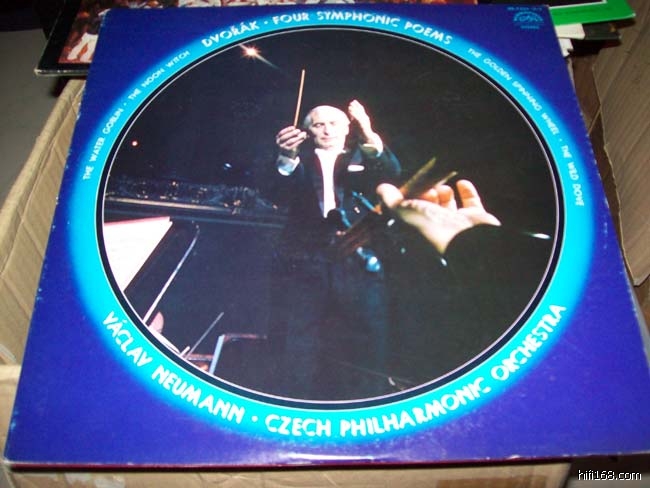 DVOŘÁK · FOUR SYMPHONIC POEMS
THE WATER GOBLIN · THE NOON WITCH
THE GOLDEN SPINNING WHEEL · THE WILD DOVE
VÁCLAV NEUMANN · CZECH PHILHARMONIC ORCHESTRA
hifi168.com